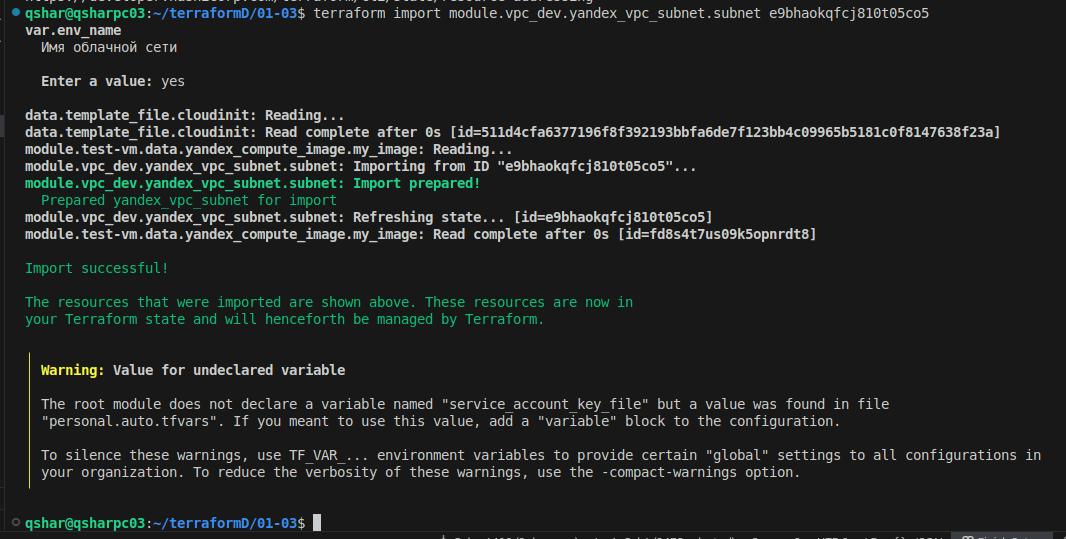 qshar@qsharpc03:~/terraformD/01-03$ terraform import module.vpc_dev.yandex_vpc_subnet.subnet e9bhaokqfcj810t05co5
var.env_name
  Имя облачной сети

  Enter a value: yes

data.template_file.cloudinit: Reading...
data.template_file.cloudinit: Read complete after 0s [id=511d4cfa6377196f8f392193bbfa6de7f123bb4c09965b5181c0f8147638f23a]
module.test-vm.data.yandex_compute_image.my_image: Reading...
module.vpc_dev.yandex_vpc_subnet.subnet: Importing from ID "e9bhaokqfcj810t05co5"...
module.vpc_dev.yandex_vpc_subnet.subnet: Import prepared!
  Prepared yandex_vpc_subnet for import
module.vpc_dev.yandex_vpc_subnet.subnet: Refreshing state... [id=e9bhaokqfcj810t05co5]
module.test-vm.data.yandex_compute_image.my_image: Read complete after 0s [id=fd8s4t7us09k5opnrdt8]

Import successful!

The resources that were imported are shown above. These resources are now in
your Terraform state and will henceforth be managed by Terraform.

Warning: Value for undeclared variable

The root module does not declare a variable named "service_account_key_file" but a value was found in file
"personal.auto.tfvars". If you meant to use this value, add a "variable" block to the configuration.

To silence these warnings, use TF_VAR_... environment variables to provide certain "global" settings to all configurations in
your organization. To reduce the verbosity of these warnings, use the -compact-warnings option.

qshar@qsharpc03:~/terraformD/01-03$